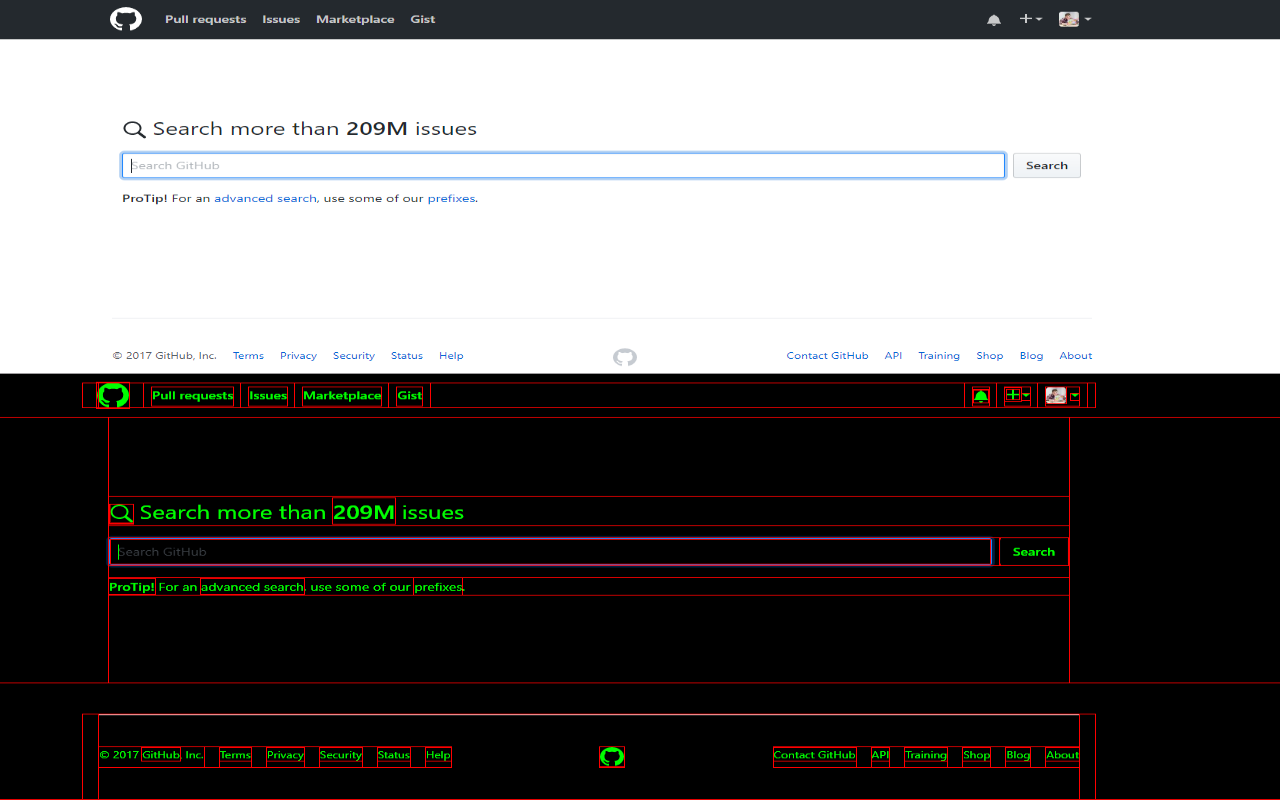 Pull requests Issues Marketplace Gist
Search more than 209M issues
Search GitHub Search
ProTip! For an advanced search, use some of our prefixes.
© 2017 GitHub, Inc. Terms Privacy Security Status Help Contact GitHub API Training Shop Blog About
Pull requests Issues Marketplace Gist
Search more than 209M issues
Search GitHub Search
ProTip! For an advanced search, use some of our prefixes.
© 2017 GitHub, Inc. Terms Privacy Security Status Help Contact GitHub API Training Shop Blog About